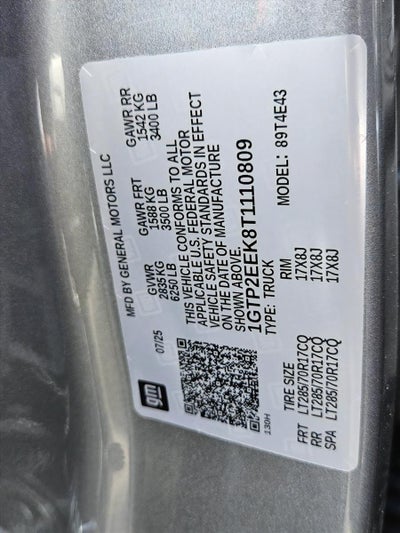 MFD BY GENERAL MOTORS LLC
gm
07/25
GVWR GAWR FRT GAWR RR
2835 KG 1588 KG 1542 KG
6250 LB 3500 LB 3400 LB
THIS VEHICLE CONFORMS TO ALL
APPLICABLE U.S. FEDERAL MOTOR
VEHICLE SAFETY STANDARDS IN EFFECT
ON THE DATE OF MANUFACTURE
SHOWN ABOVE.
1GTP2EEK8T1110809
TYPE: TRUCK MODEL: 89T4E43
130H
TIRE SIZE RIM
FRT LT285/70R17CQ 17X8J
RR LT285/70R17CQ 17X8J
SPA LT285/70R17CQ 17X8J